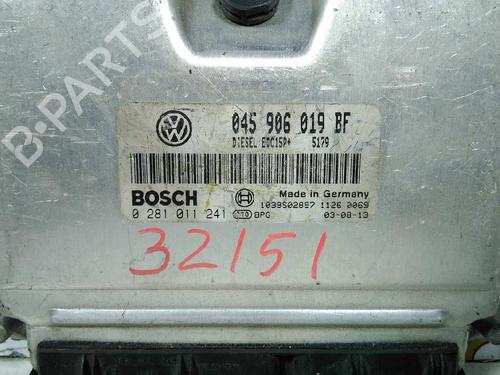 B-PARTS
045 906 019 BF
DIESEL EDC15P+ 5179
BOSCH
Made in Germany
1039S02857 1126 0069
0 281 011 241 BPG 03-08-13
32151